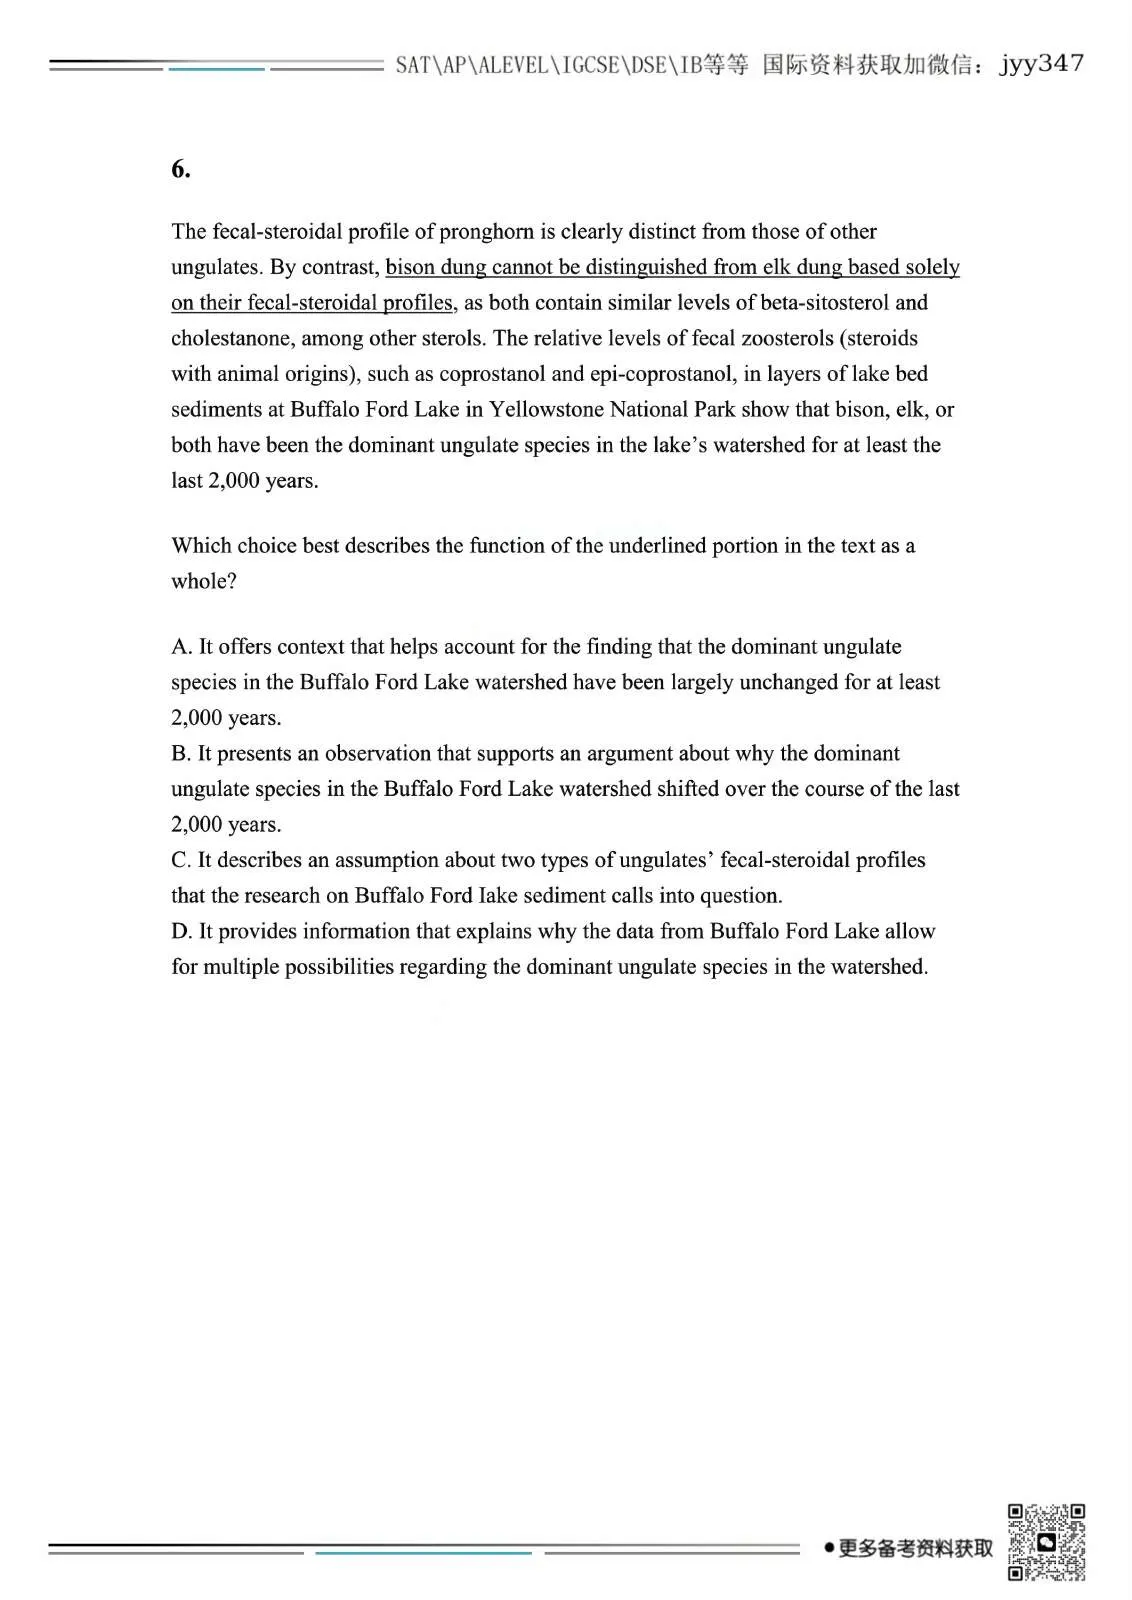 SAT\AP\ALEVEL\IGCSE\DSE\IB等等 国际资料获取加微信：jyy347
6.
The fecal-steroidal profile of pronghorn is clearly distinct from those of other
ungulates. By contrast, bison dung cannot be distinguished from elk dung based solely
on their fecal-steroidal profiles, as both contain similar levels of beta-sitosterol and
cholestanone, among other sterols. The relative levels of fecal zoosterols (steroids
with animal origins), such as coprostanol and epi-coprostanol, in layers of lake bed
sediments at Buffalo Ford Lake in Yellowstone National Park show that bison, elk, or
both have been the dominant ungulate species in the lake’s watershed for at least the
last 2,000 years.
Which choice best describes the function of the underlined portion in the text as a
whole?
A. It offers context that helps account for the finding that the dominant ungulate
species in the Buffalo Ford Lake watershed have been largely unchanged for at least
2,000 years.
B. It presents an observation that supports an argument about why the dominant
ungulate species in the Buffalo Ford Lake watershed shifted over the course of the last
2,000 years.
C. It describes an assumption about two types of ungulates’ fecal-steroidal profiles
that the research on Buffalo Ford Iake sediment calls into question.
D. It provides information that explains why the data from Buffalo Ford Lake allow
for multiple possibilities regarding the dominant ungulate species in the watershed.
●更多备考资料获取